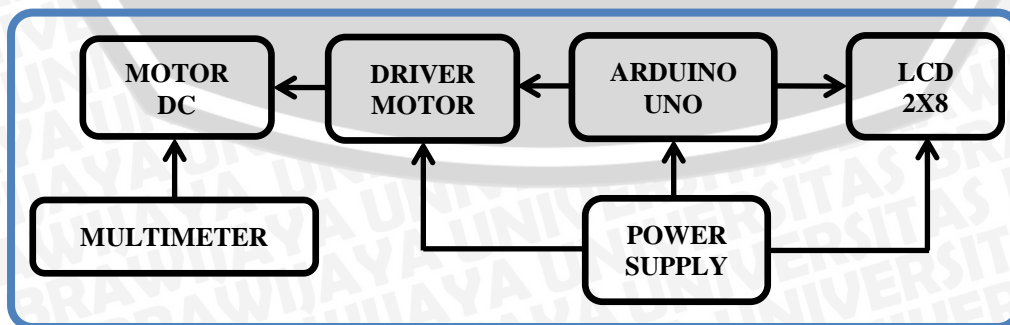 MOTOR
DC
DRIVER
MOTOR
ARDUINO
UNO
LCD
2X8
MULTIMETER
POWER
SUPPLY